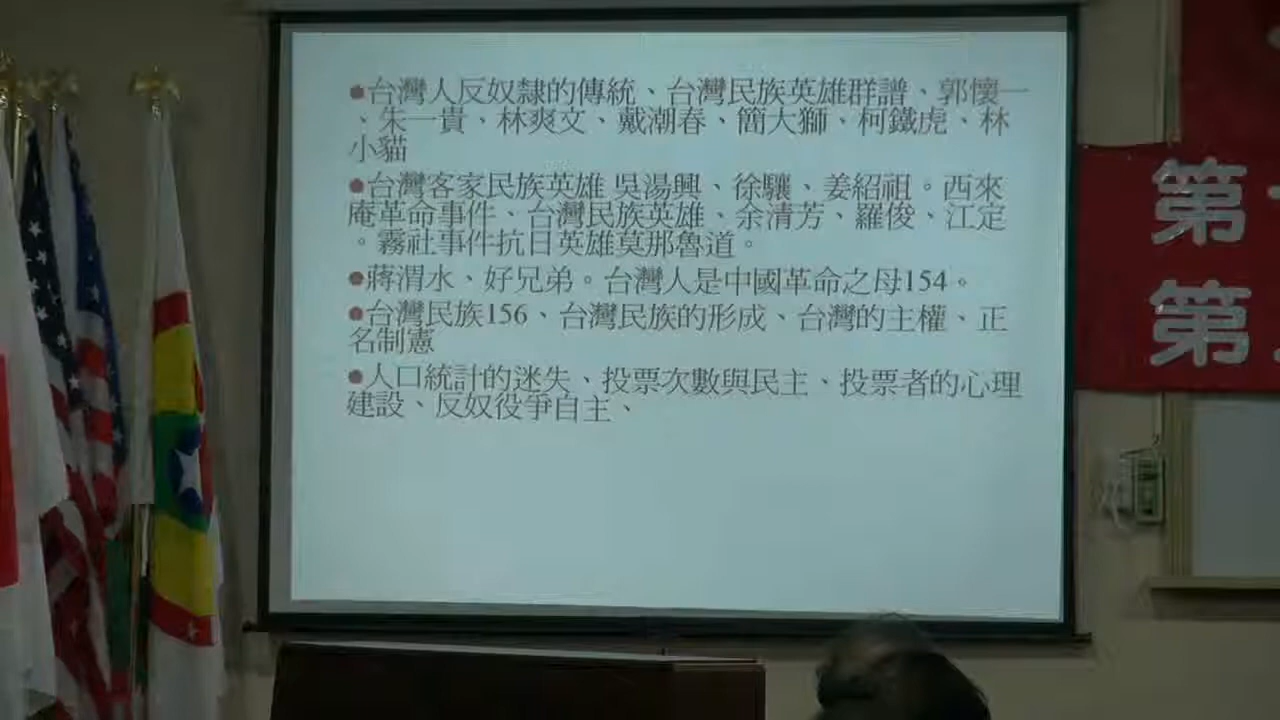 台灣人反奴隸的傳統、台灣民族英雄群譜、郭懷一
、朱一貴、林爽文、戴潮春、簡大獅、柯鐵虎、林
小貓
台灣客家民族英雄 吳湯興、徐驤、姜紹祖。西來
庵革命事件、台灣民族英雄、余清芳、羅俊、江定
。霧社事件抗日英雄莫那魯道。
蔣渭水、好兄弟。台灣人是中國革命之母154。
台灣民族156、台灣民族的形成、台灣的主權、正
名制憲
人口統計的迷失、投票次數與民主、投票者的心理
建設、反奴役爭自主、
第
第